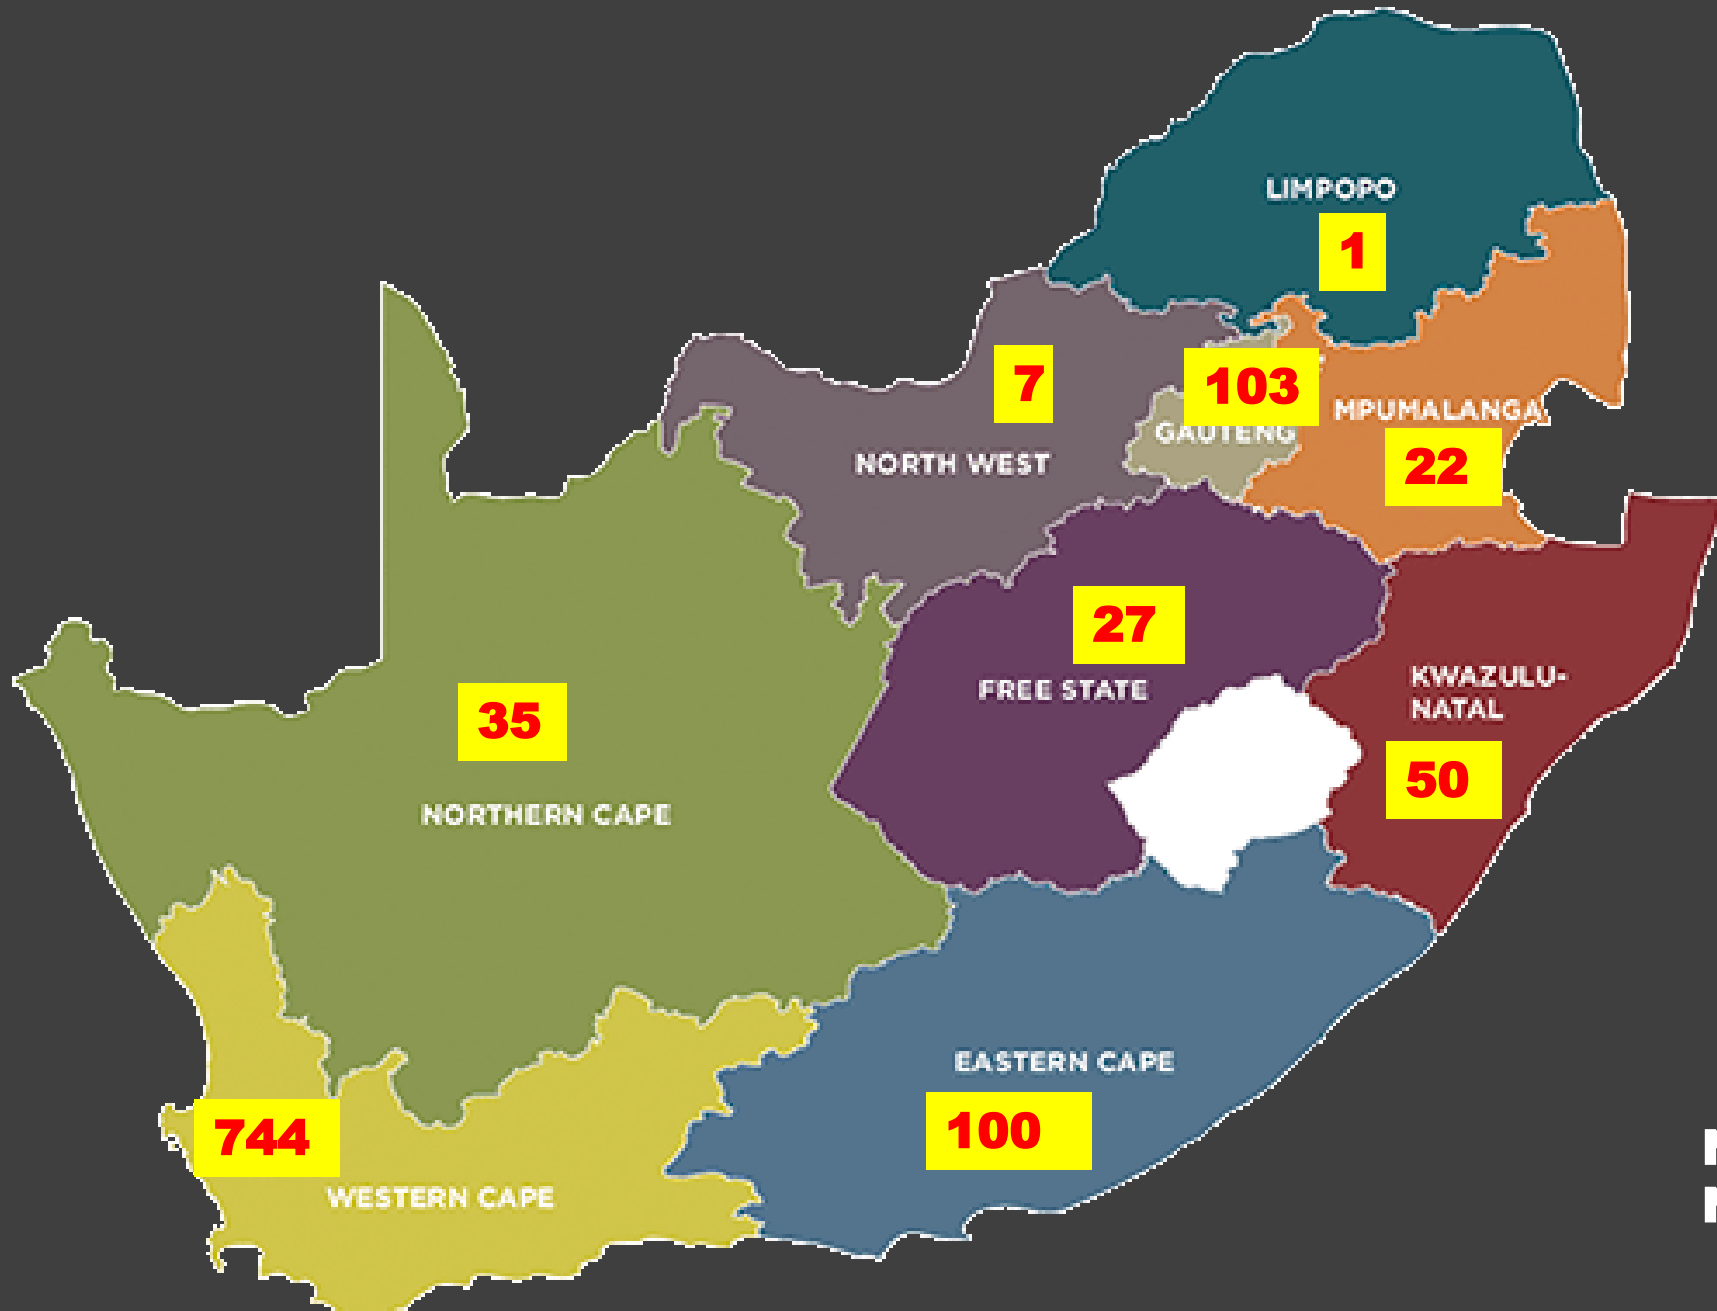 LIMPOPO
1
7
103
MPUMALANGA
GAUTENG
22
NORTH WEST
27
FREE STATE
KWAZULU-
NATAL
35
50
NORTHERN CAPE
EASTERN CAPE
100
744
WESTERN CAPE